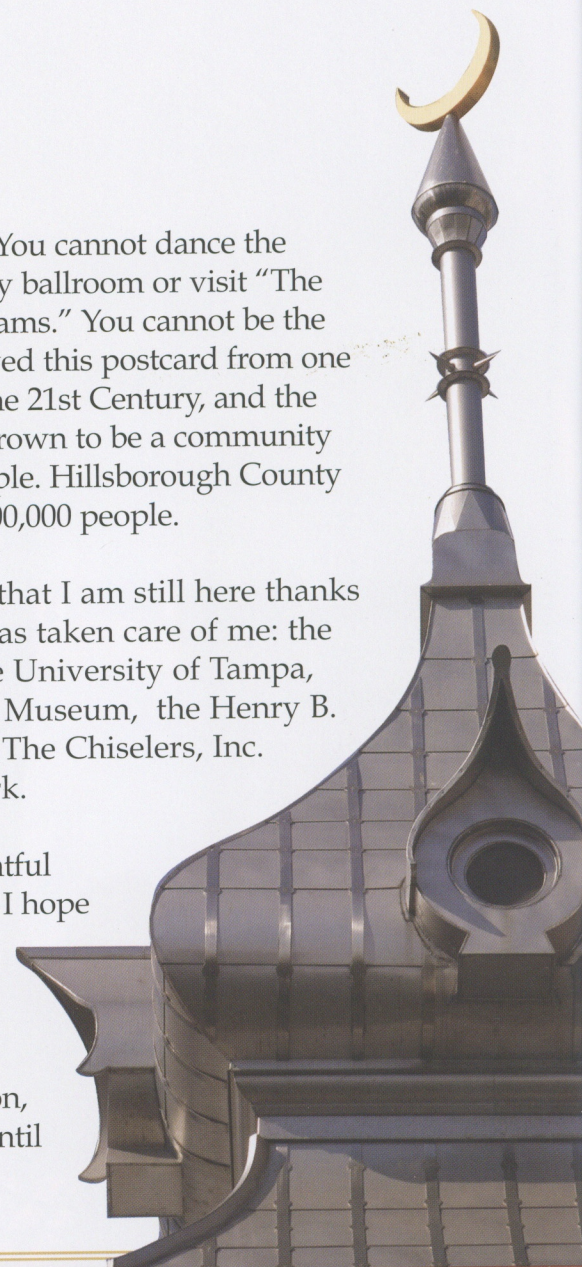 You cannot dance the
y ballroom or visit “The
ams.” You cannot be the
ed this postcard from one
e 21st Century, and the
rown to be a community
ple. Hillsborough County
00,000 people.
that I am still here thanks
as taken care of me: the
e University of Tampa,
Museum, the Henry B.
The Chiselers, Inc.
k.
tful
I hope
on,
ntil